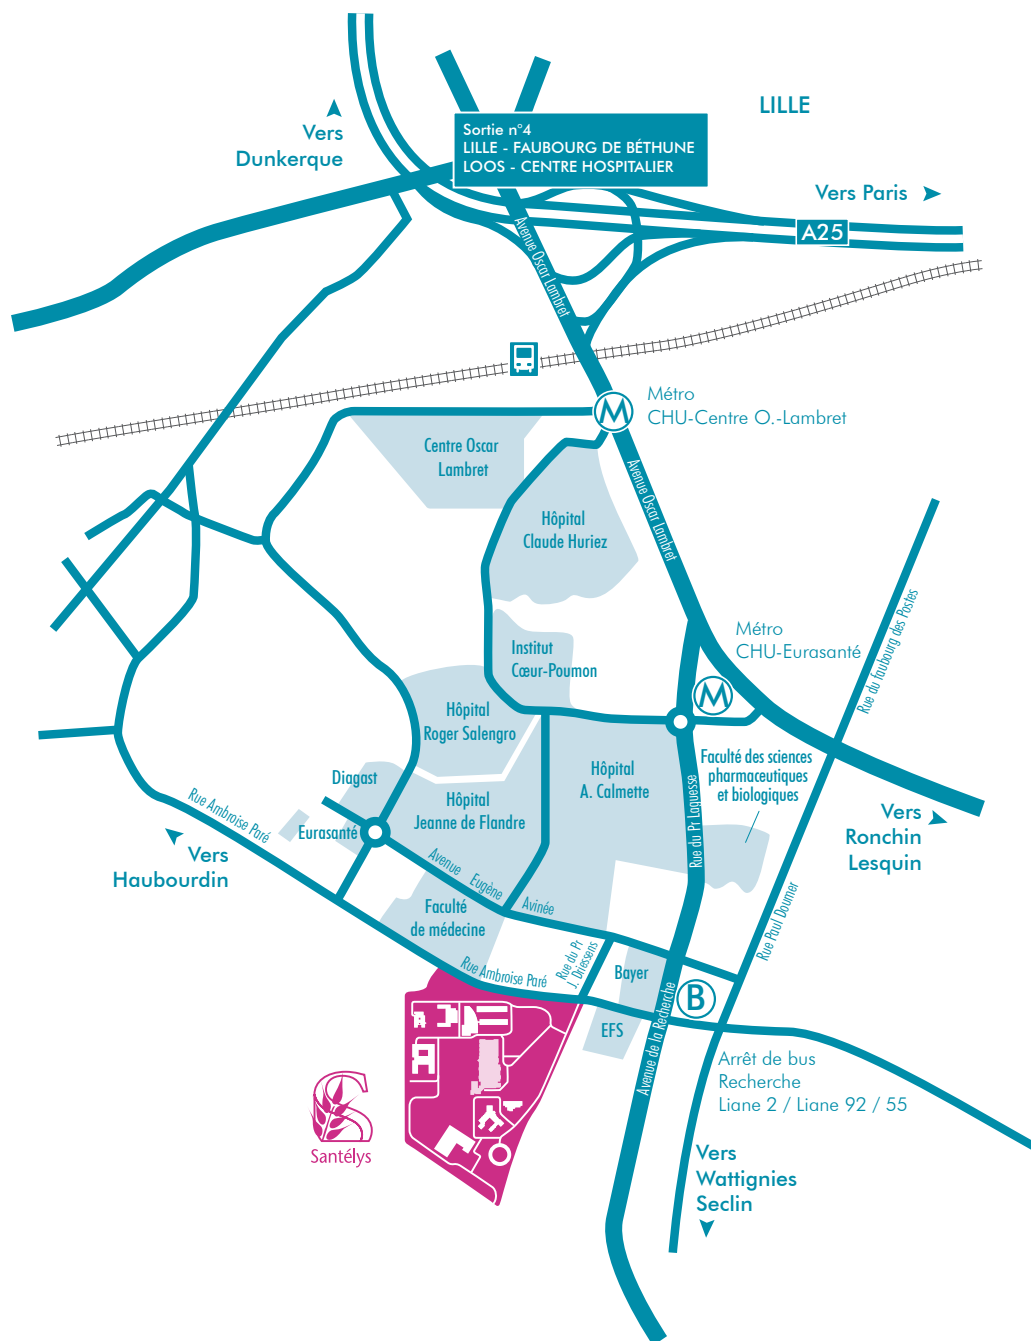 LILLE
Vers
Dunkerque
Sortie n°4
LILLE - FAUBOURG DE BÉTHUNE
LOOS - CENTRE HOSPITALIER
Vers Paris
A25
Avenue Oscar Lambret
M
Métro
CHU-Centre O.-Lambret
Centre Oscar
Lambret
Avenue Oscar Lambret
Hôpital
Claude Huriez
Rue du faubourg des Postes
Métro
CHU-Eurasanté
M
Institut
Cœur-Poumon
Hôpital
Roger Salengro
Faculté des sciences
pharmaceutiques
et biologiques
Hôpital
A. Calmette
Diagast
Hôpital
Jeanne de Flandre
Rue du Pr Laguesse
Rue Ambroise Paré
Eurasanté
Vers
Ronchin
Lesquin
Vers
Haubourdin
Avenue Eugène Avinée
Faculté
de médecine
Rue Paul Doumer
Rue du Pr
J. Driessens
Rue Ambroise Paré
Bayer
B
EFS
Avenue de la Recherche
Arrêt de bus
Recherche
Liane 2 / Liane 92 / 55
Santélys
Vers
Wattignies
Seclin